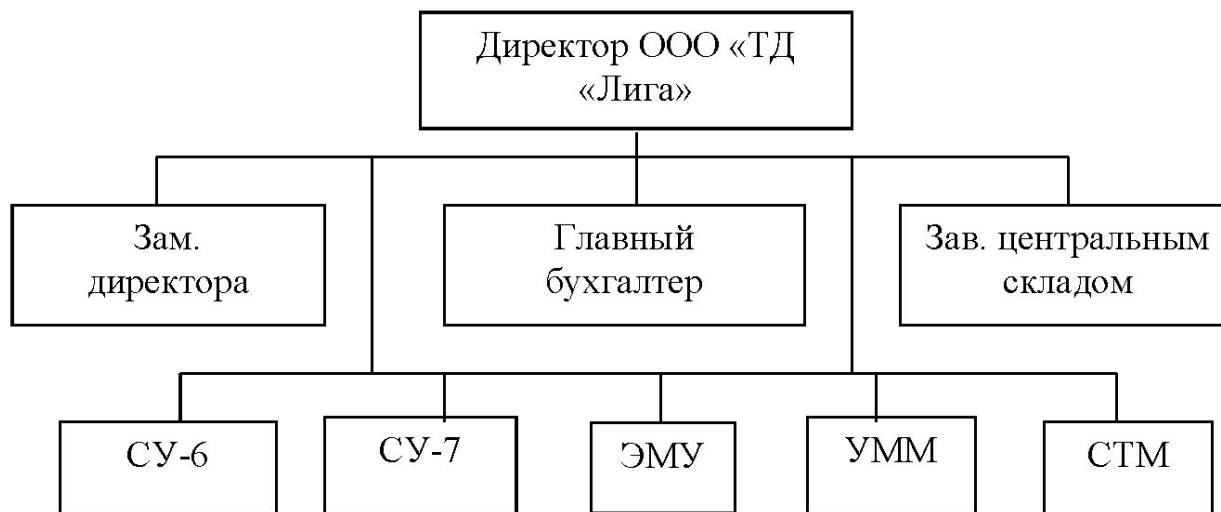 Директор ООО «ТД
«Лига»
Зам.
директора
Главный
бухгалтер
Зав. центральным
складом
СУ-6
СУ-7
ЭМУ
УММ
СТМ